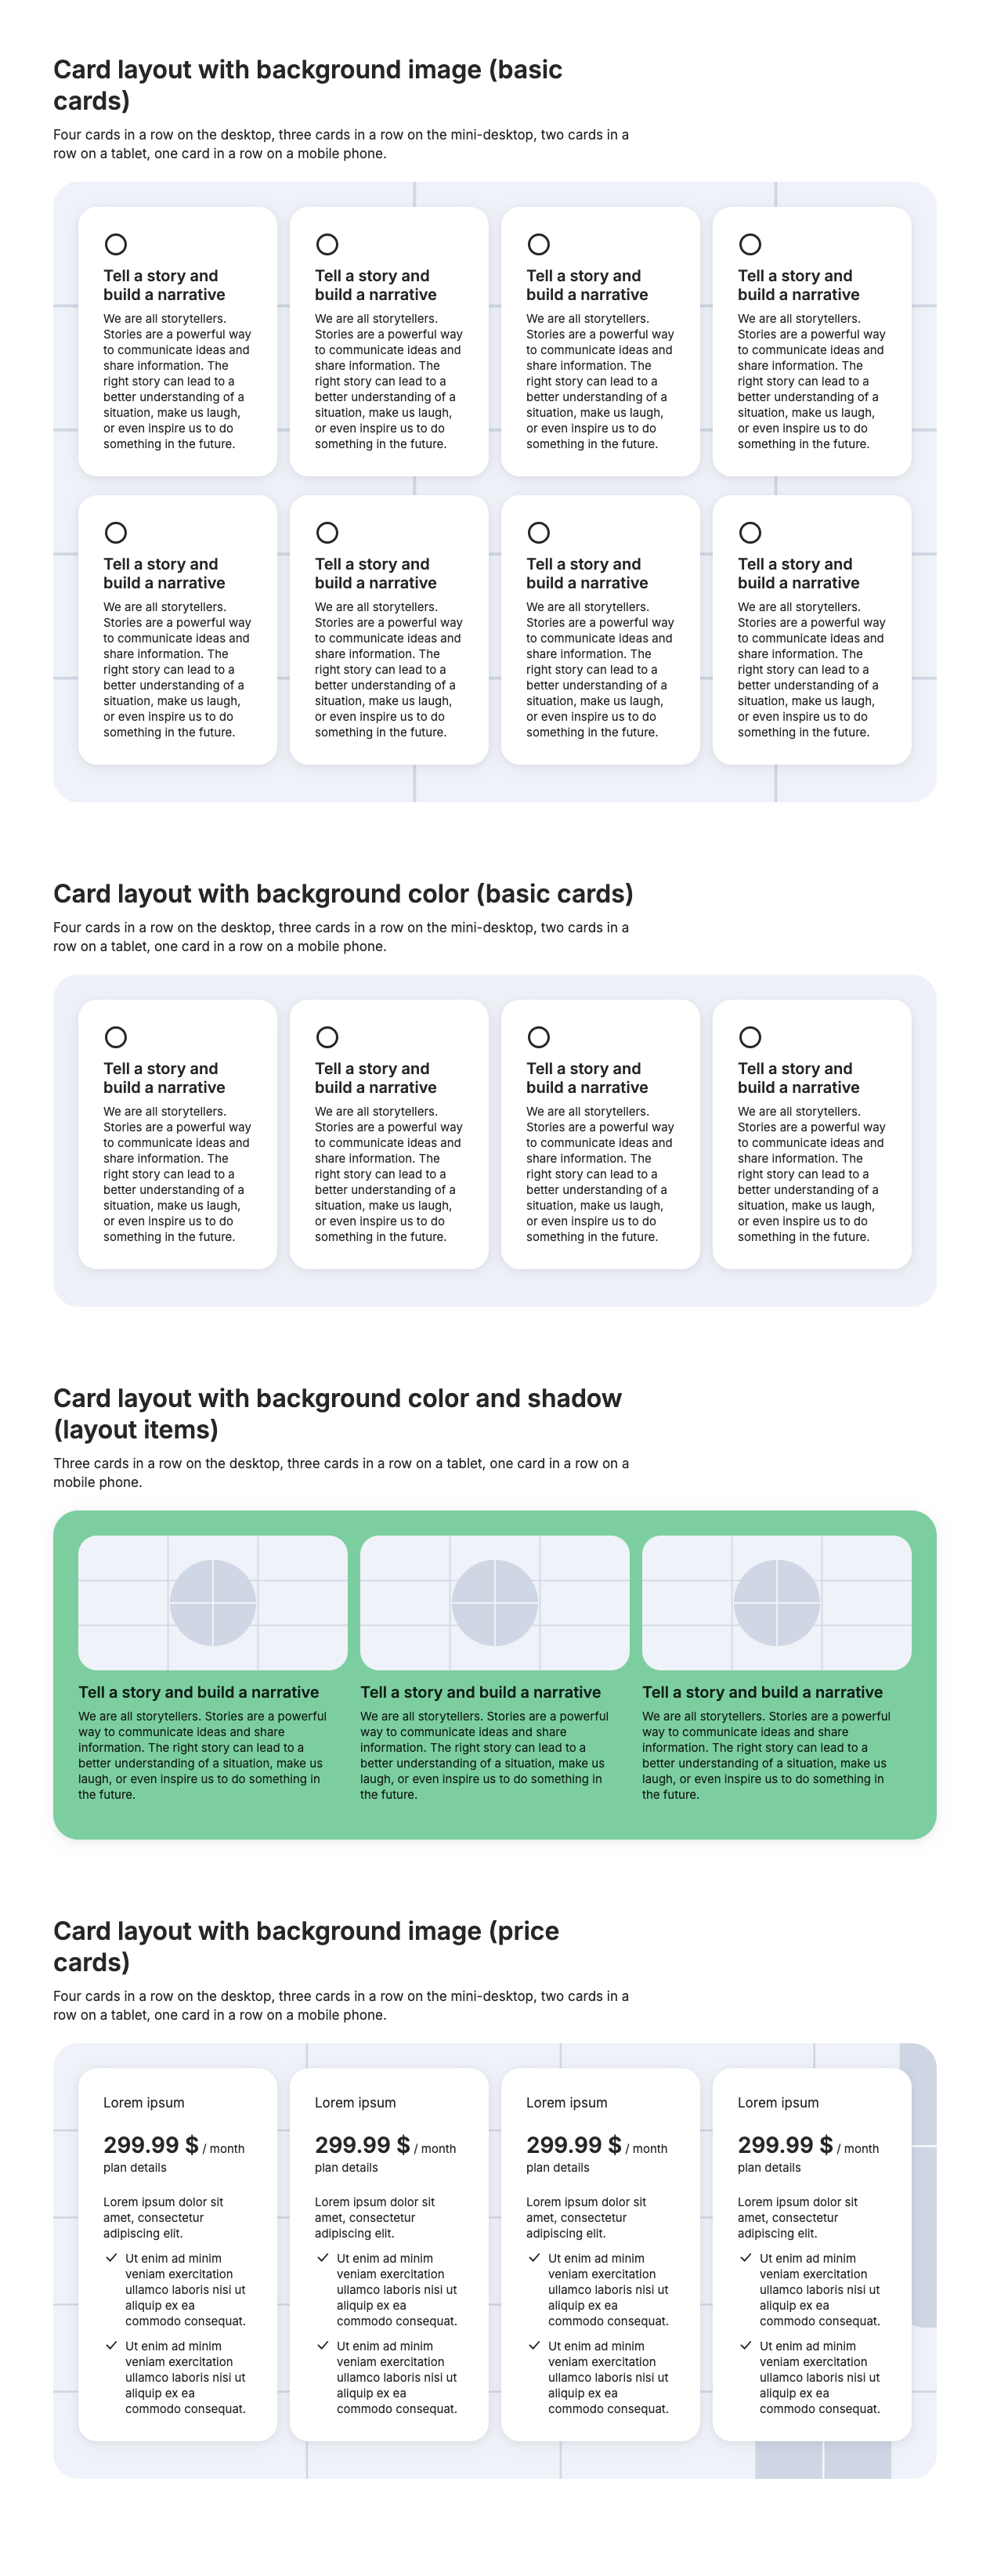 Card layout with background image (basic
cards)
Four cards in a row on the desktop, three cards in a row on the mini-desktop, two cards in a
row on a tablet, one card in a row on a mobile phone.
Tell a story and
build a narrative
We are all storytellers.
Stories are a powerful way
to communicate ideas and
share information. The
right story can lead to a
better understanding of a
situation, make us laugh,
or even inspire us to do
something in the future.
Tell a story and
build a narrative
We are all storytellers.
Stories are a powerful way
to communicate ideas and
share information. The
right story can lead to a
better understanding of a
situation, make us laugh,
or even inspire us to do
something in the future.
Tell a story and
build a narrative
We are all storytellers.
Stories are a powerful way
to communicate ideas and
share information. The
right story can lead to a
better understanding of a
situation, make us laugh,
or even inspire us to do
something in the future.
Tell a story and
build a narrative
We are all storytellers.
Stories are a powerful way
to communicate ideas and
share information. The
right story can lead to a
better understanding of a
situation, make us laugh,
or even inspire us to do
something in the future.
Tell a story and
build a narrative
We are all storytellers.
Stories are a powerful way
to communicate ideas and
share information. The
right story can lead to a
better understanding of a
situation, make us laugh,
or even inspire us to do
something in the future.
Tell a story and
build a narrative
We are all storytellers.
Stories are a powerful way
to communicate ideas and
share information. The
right story can lead to a
better understanding of a
situation, make us laugh,
or even inspire us to do
something in the future.
Tell a story and
build a narrative
We are all storytellers.
Stories are a powerful way
to communicate ideas and
share information. The
right story can lead to a
better understanding of a
situation, make us laugh,
or even inspire us to do
something in the future.
Tell a story and
build a narrative
We are all storytellers.
Stories are a powerful way
to communicate ideas and
share information. The
right story can lead to a
better understanding of a
situation, make us laugh,
or even inspire us to do
something in the future.
Card layout with background color (basic cards)
Four cards in a row on the desktop, three cards in a row on the mini-desktop, two cards in a
row on a tablet, one card in a row on a mobile phone.
Tell a story and
build a narrative
We are all storytellers.
Stories are a powerful way
to communicate ideas and
share information. The
right story can lead to a
better understanding of a
situation, make us laugh,
or even inspire us to do
something in the future.
Tell a story and
build a narrative
We are all storytellers.
Stories are a powerful way
to communicate ideas and
share information. The
right story can lead to a
better understanding of a
situation, make us laugh,
or even inspire us to do
something in the future.
Tell a story and
build a narrative
We are all storytellers.
Stories are a powerful way
to communicate ideas and
share information. The
right story can lead to a
better understanding of a
situation, make us laugh,
or even inspire us to do
something in the future.
Tell a story and
build a narrative
We are all storytellers.
Stories are a powerful way
to communicate ideas and
share information. The
right story can lead to a
better understanding of a
situation, make us laugh,
or even inspire us to do
something in the future.
Card layout with background color and shadow
(layout items)
Three cards in a row on the desktop, three cards in a row on a tablet, one card in a row on a
mobile phone.
Tell a story and build a narrative
We are all storytellers. Stories are a powerful
way to communicate ideas and share
information. The right story can lead to a
better understanding of a situation, make us
laugh, or even inspire us to do something in
the future.
Tell a story and build a narrative
We are all storytellers. Stories are a powerful
way to communicate ideas and share
information. The right story can lead to a
better understanding of a situation, make us
laugh, or even inspire us to do something in
the future.
Tell a story and build a narrative
We are all storytellers. Stories are a powerful
way to communicate ideas and share
information. The right story can lead to a
better understanding of a situation, make us
laugh, or even inspire us to do something in
the future.
Card layout with background image (price
cards)
Four cards in a row on the desktop, three cards in a row on the mini-desktop, two cards in a
row on a tablet, one card in a row on a mobile phone.
Lorem ipsum
299.99 $ / month
plan details
Lorem ipsum dolor sit
amet, consectetur
adipiscing elit.
Ut enim ad minim
veniam exercitation
ullamco laboris nisi ut
aliquip ex ea
commodo consequat.
Ut enim ad minim
veniam exercitation
ullamco laboris nisi ut
aliquip ex ea
commodo consequat.
Lorem ipsum
299.99 $ / month
plan details
Lorem ipsum dolor sit
amet, consectetur
adipiscing elit.
Ut enim ad minim
veniam exercitation
ullamco laboris nisi ut
aliquip ex ea
commodo consequat.
Ut enim ad minim
veniam exercitation
ullamco laboris nisi ut
aliquip ex ea
commodo consequat.
Lorem ipsum
299.99 $ / month
plan details
Lorem ipsum dolor sit
amet, consectetur
adipiscing elit.
Ut enim ad minim
veniam exercitation
ullamco laboris nisi ut
aliquip ex ea
commodo consequat.
Ut enim ad minim
veniam exercitation
ullamco laboris nisi ut
aliquip ex ea
commodo consequat.
Lorem ipsum
299.99 $ / month
plan details
Lorem ipsum dolor sit
amet, consectetur
adipiscing elit.
Ut enim ad minim
veniam exercitation
ullamco laboris nisi ut
aliquip ex ea
commodo consequat.
Ut enim ad minim
veniam exercitation
ullamco laboris nisi ut
aliquip ex ea
commodo consequat.